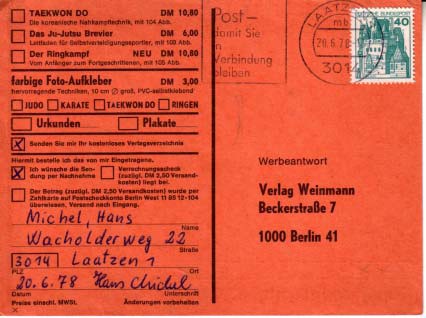 TAEKWON DO DM 10,80
Die koreanische Nahkampftechnik, mit 104 Abb.
Das Ju-Jutsu Brevier DM 6,00
Leitfaden für Selbstverteidigungssportler, mit 100 Abb.
Der Ringkampf NEU DM 10,80
Vom Anfänger zum Fortgeschrittenen, mit 105 Abb.
farbige Foto-Aufkleber DM 3,00
hervorragende Techniken, 10 cm ∅ groß, PVC-selbstklebend
JUDO KARATE TAEKWON DO RINGEN
Urkunden Plakate
Senden Sie mir Ihr kostenloses Verlagsverzeichnis
Hiermit bestelle ich das von mir Eingetragene.
Ich wünsche die Sendung per Nachnahme
Verrechnungsscheck (zuzügl. DM 2,50 Versandkosten) liegt bei.
Der Betrag (zuzügl. DM 2,50 Versandkosten) wurde per
Zahlkarte auf Postscheckkonto Berlin West 11 95 12-104
überwiesen, Versand nach Eingang.
Michel, Hans
Name
Wacholderweg 22
Straße
3014 Laatzen 1
PLZ Ort
20.6.78 Hans Michel
Datum Unterschrift
Preise einschl. MWSt. Änderungen vorbehalten
Post -
damit Sie
in
Verbindung
bleiben
LAATZEN
mb
20.6.78
3014
DEUTSCHE BUNDESPOST
40
Werbeantwort
Verlag Weinmann
Beckerstraße 7
1000 Berlin 41